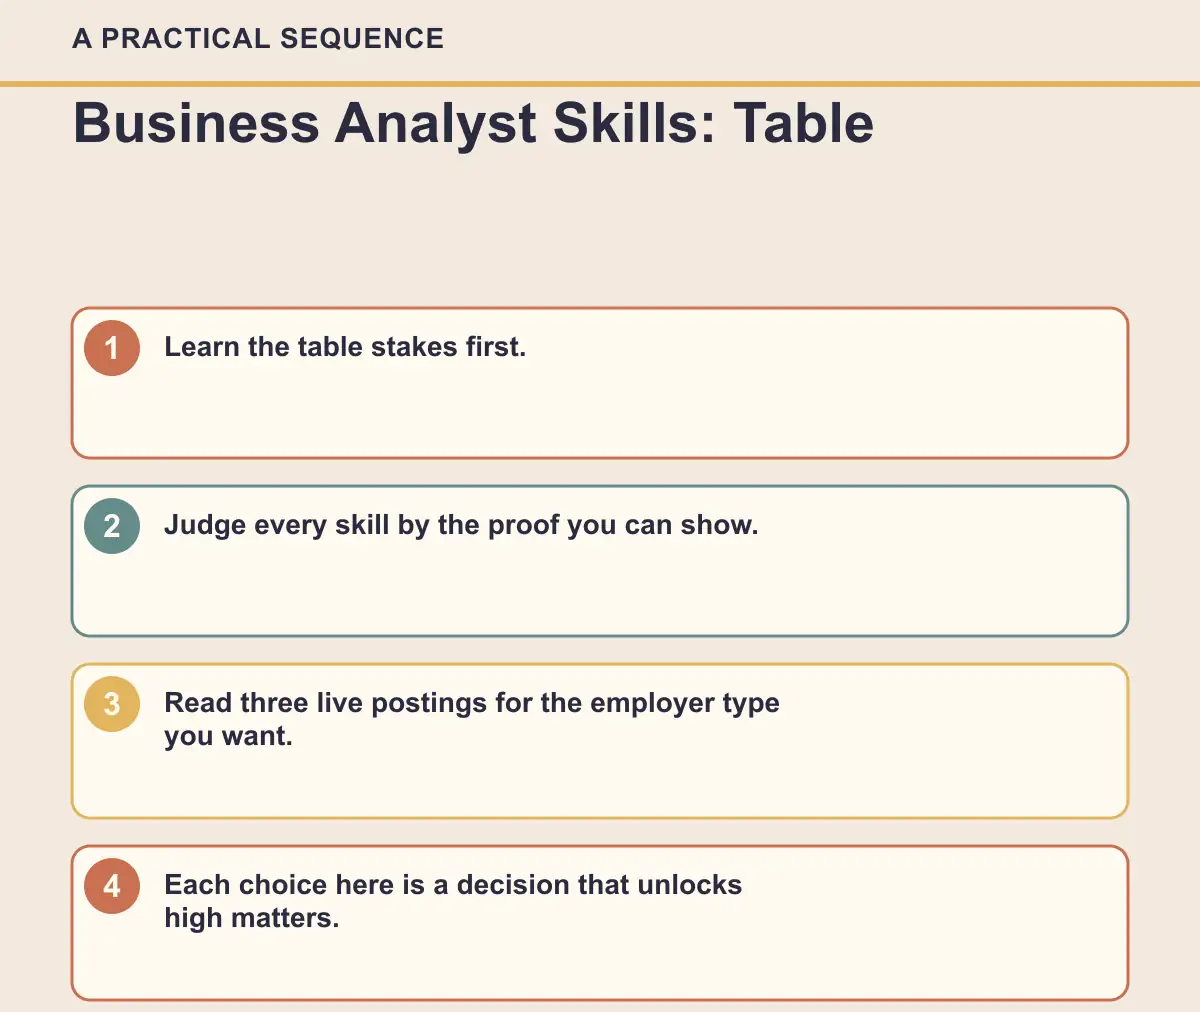 A PRACTICAL SEQUENCE
Business Analyst Skills: Table
1
Learn the table stakes first.
2
Judge every skill by the proof you can show.
3
Read three live postings for the employer type
you want.
4
Each choice here is a decision that unlocks
high matters.